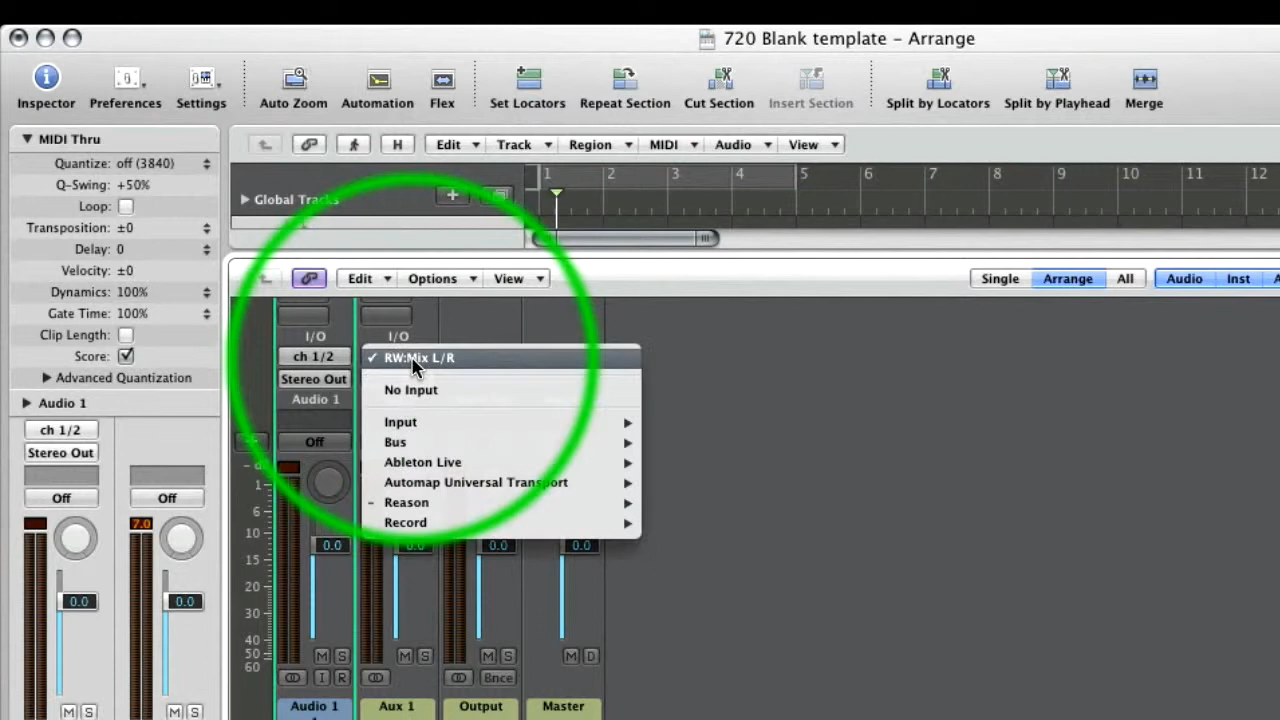 720 Blank template – Arrange
Inspector
Preferences
Settings
Auto Zoom
Automation
Flex
Set Locators
Repeat Section
Cut Section
Insert Section
Split by Locators
Split by Playhead
Merge
MIDI Thru
H
Edit
Track
Region
MIDI
Audio
View
Quantize: off (3840)
Q-Swing: +50%
Loop:
Transposition: ±0
Delay: 0
Velocity: ±0
Dynamics: 100%
Gate Time: 100%
Clip Length:
Score:
Advanced Quantization
Audio 1
ch 1/2
Stereo Out
Off
Off
7.0
0.0
0.0
M S
M S
1 2 3 4 5 6 7 8 9 10 11 12
Global Tracks
Edit
Options
View
Single
Arrange
All
Audio
Inst
I/O
I/O
ch 1/2
Stereo Out
Audio 1
Off
RW:Mix L/R
No Input
Input
Bus
Ableton Live
Automap Universal Transport
Reason
Record
1
6
10
15
20
30
40
50
60
0.0
0.0
0.0
0.0
M S
M S
M S
M D
I R
Bnce
Audio 1
Aux 1
Output
Master
1